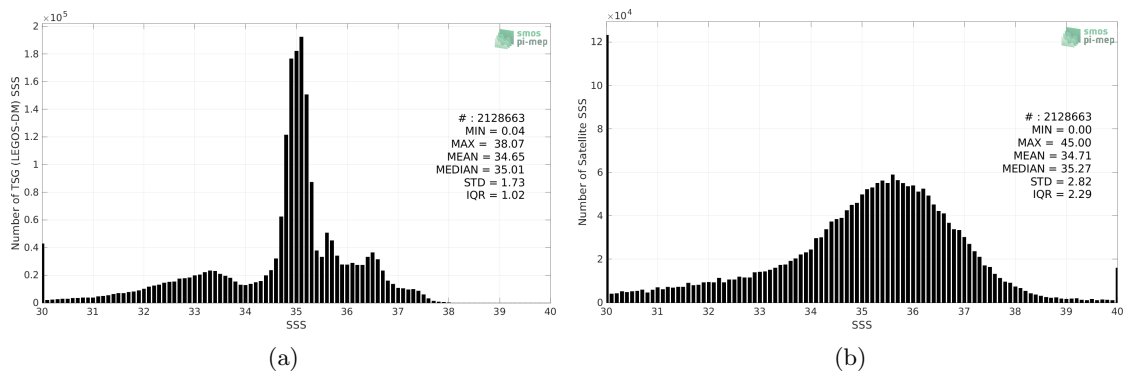 ×10⁵
2
1.8
1.6
1.4
1.2
1
0.8
0.6
0.4
0.2
0
Number of TSG (LEGOS-DM) SSS
smos
pi-mep
# : 2128663
MIN = 0.04
MAX = 38.07
MEAN = 34.65
MEDIAN = 35.01
STD = 1.73
IQR = 1.02
30 31 32 33 34 35 36 37 38 39 40
SSS
(a)
×10⁴
12
10
8
6
4
2
0
Number of Satellite SSS
smos
pi-mep
# : 2128663
MIN = 0.00
MAX = 45.00
MEAN = 34.71
MEDIAN = 35.27
STD = 2.82
IQR = 2.29
30 31 32 33 34 35 36 37 38 39 40
SSS
(b)